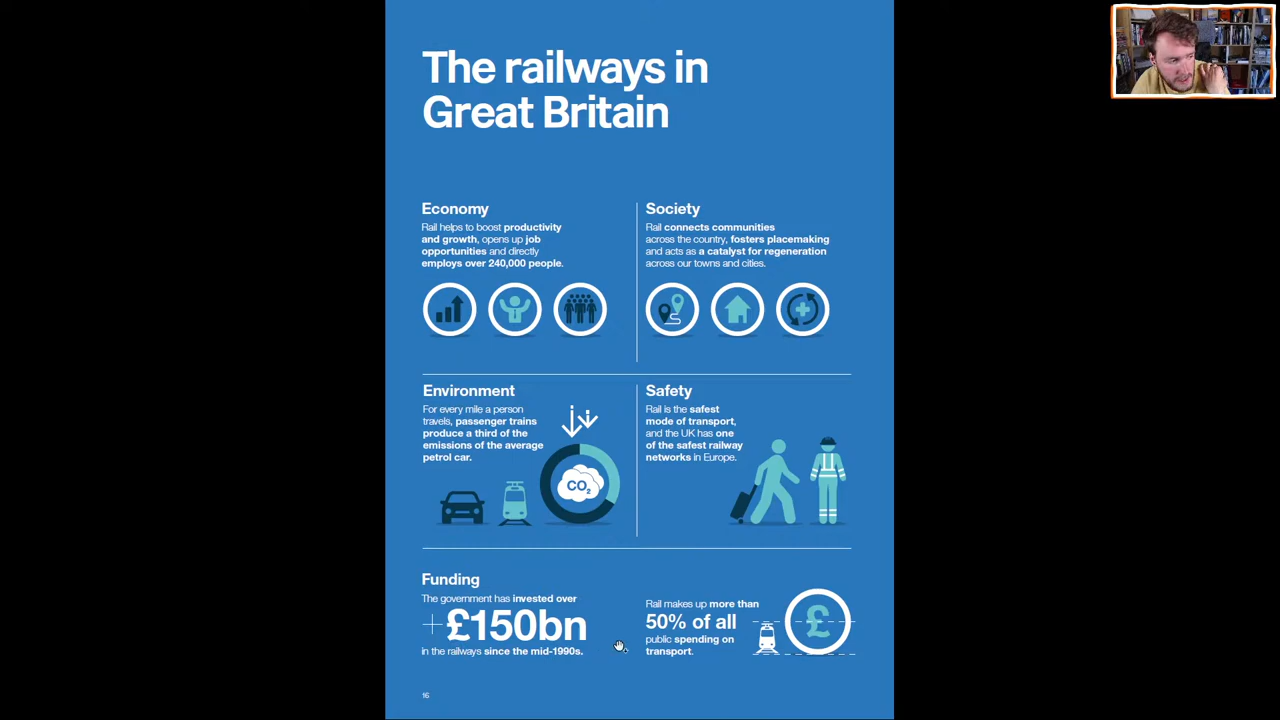 The railways in
Great Britain
Economy
Rail helps to boost productivity
and growth, opens up job
opportunities and directly
employs over 240,000 people.
Society
Rail connects communities
across the country, fosters placemaking
and acts as a catalyst for regeneration
across our towns and cities.
Environment
For every mile a person
travels, passenger trains
produce a third of the
emissions of the average
petrol car.
CO₂
Safety
Rail is the safest
mode of transport,
and the UK has one
of the safest railway
networks in Europe.
Funding
The government has invested over
+£150bn
in the railways since the mid-1990s.
Rail makes up more than
50% of all
public spending on
transport.
£
16